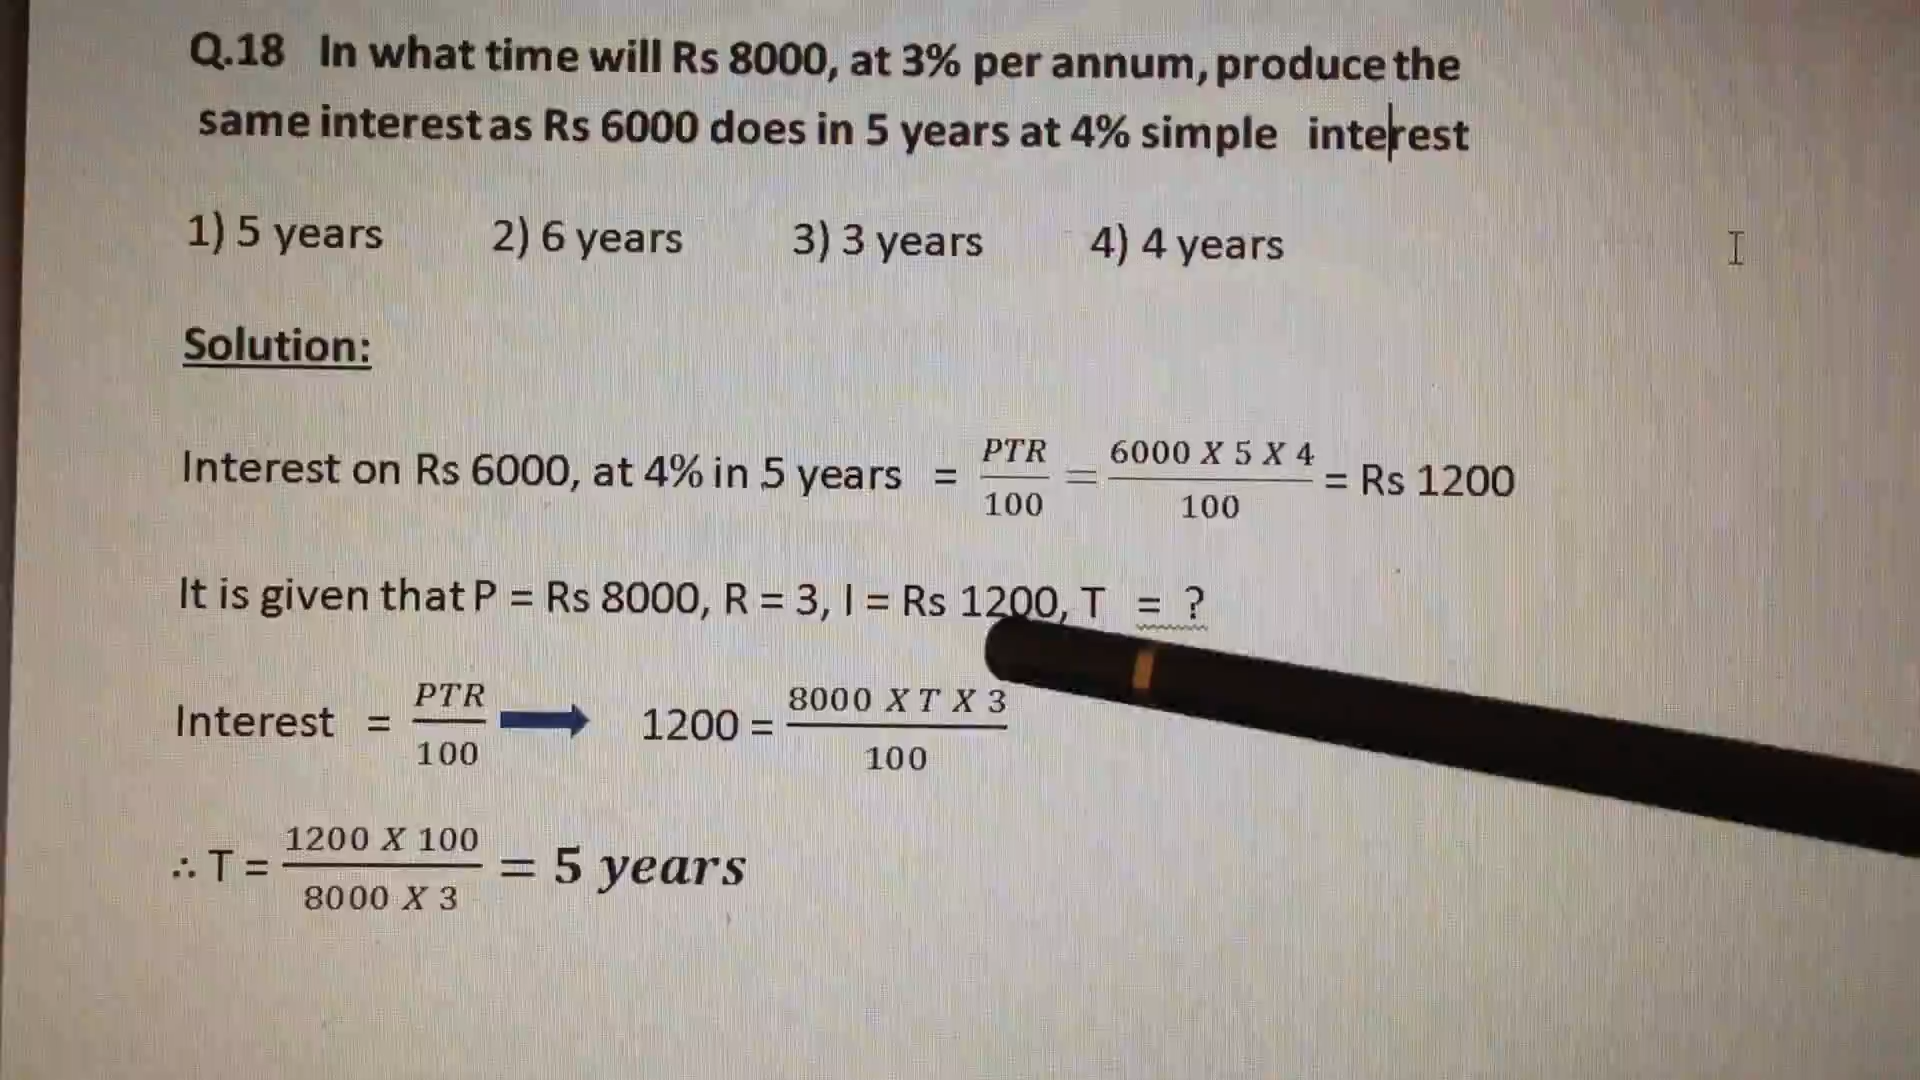 Q.18 In what time will Rs 8000, at 3% per annum, produce the
same interest as Rs 6000 does in 5 years at 4% simple interest
1) 5 years 2) 6 years 3) 3 years 4) 4 years
Solution:
Interest on Rs 6000, at 4% in 5 years = PTR/100 = 6000 X 5 X 4/100 = Rs 1200
It is given that P = Rs 8000, R = 3, I = Rs 1200, T = ?
Interest = PTR/100 ➡ 1200 = 8000 X T X 3/100
∴ T = 1200 X 100/8000 X 3 = 5 years